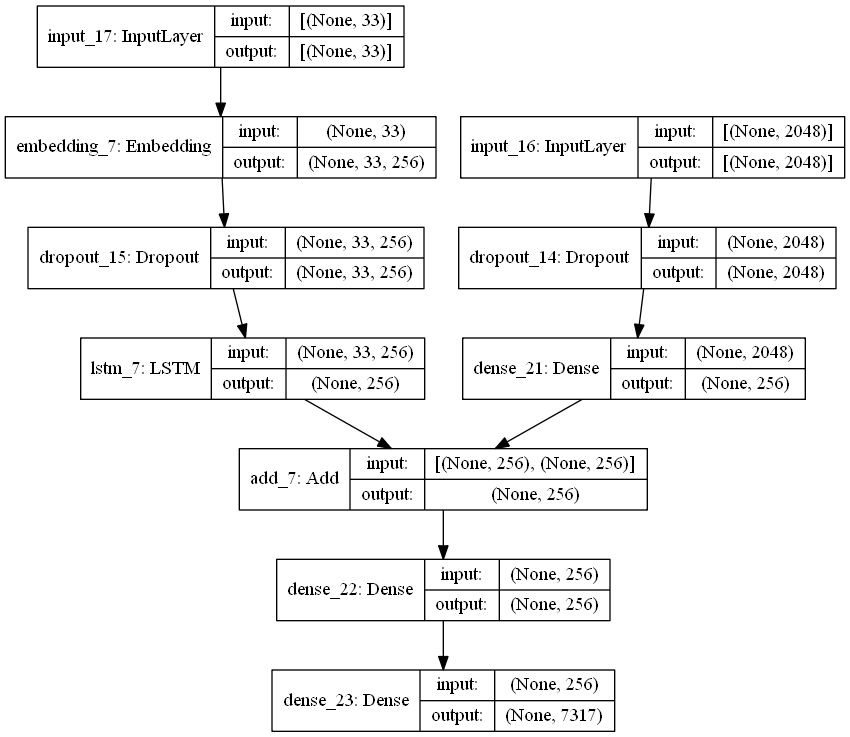 input_17: InputLayer
input: [(None, 33)]
output: [(None, 33)]
embedding_7: Embedding
input: (None, 33)
output: (None, 33, 256)
input_16: InputLayer
input: [(None, 2048)]
output: [(None, 2048)]
dropout_15: Dropout
input: (None, 33, 256)
output: (None, 33, 256)
dropout_14: Dropout
input: (None, 2048)
output: (None, 2048)
lstm_7: LSTM
input: (None, 33, 256)
output: (None, 256)
dense_21: Dense
input: (None, 2048)
output: (None, 256)
add_7: Add
input: [(None, 256), (None, 256)]
output: (None, 256)
dense_22: Dense
input: (None, 256)
output: (None, 256)
dense_23: Dense
input: (None, 256)
output: (None, 7317)